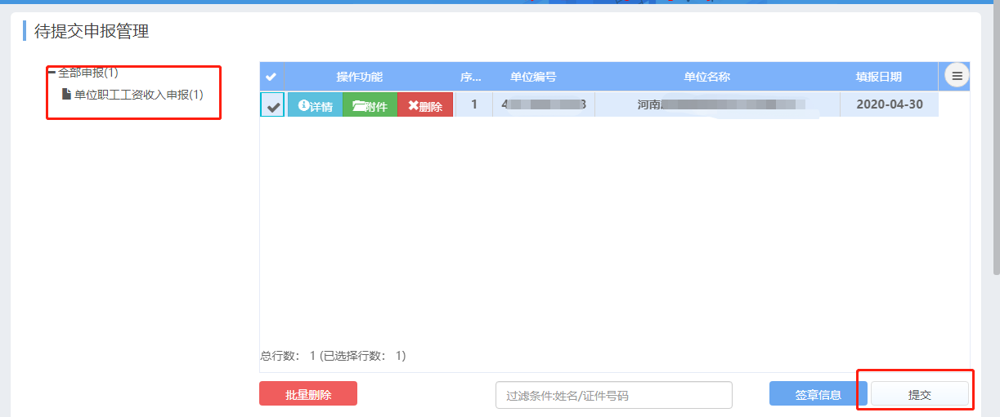 待提交申报管理
全部申报(1)
单位职工工资收入申报(1)
操作功能 序... 单位编号 单位名称 填报日期
详情 附件 删除 1 4 3 河南 2020-04-30
总行数： 1 (已选择行数： 1)
批量删除 过滤条件:姓名/证件号码 签章信息 提交